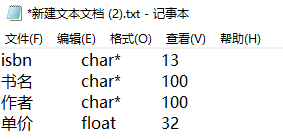 *新建文本文档 (2).txt - 记事本
文件(F) 编辑(E) 格式(O) 查看(V) 帮助(H)
isbn char* 13
书名 char* 100
作者 char* 100
单价 float 32